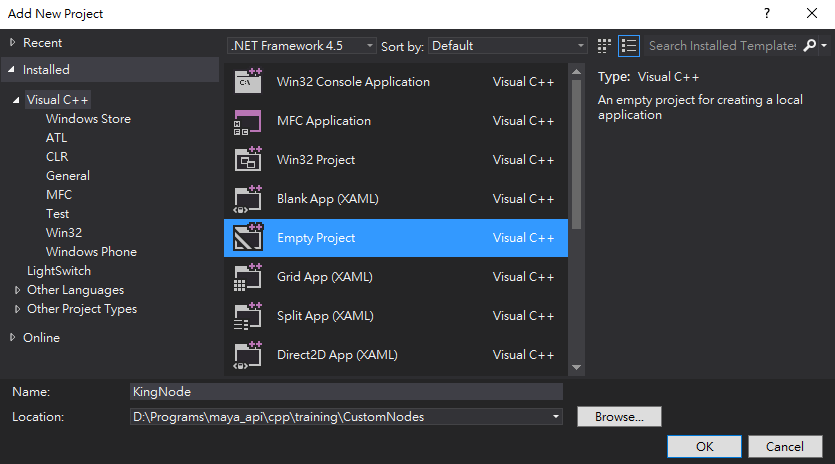 Add New Project
?
Recent
Installed
Visual C++
Windows Store
ATL
CLR
General
MFC
Test
Win32
Windows Phone
LightSwitch
Other Languages
Other Project Types
Online
.NET Framework 4.5 Sort by: Default
Win32 Console Application Visual C++
MFC Application Visual C++
Win32 Project Visual C++
Blank App (XAML) Visual C++
Empty Project Visual C++
Grid App (XAML) Visual C++
Split App (XAML) Visual C++
Direct2D App (XAML) Visual C++
Search Installed Templates
Type: Visual C++
An empty project for creating a local
application
Name: KingNode
Location: D:\Programs\maya_api\cpp\training\CustomNodes Browse...
OK Cancel